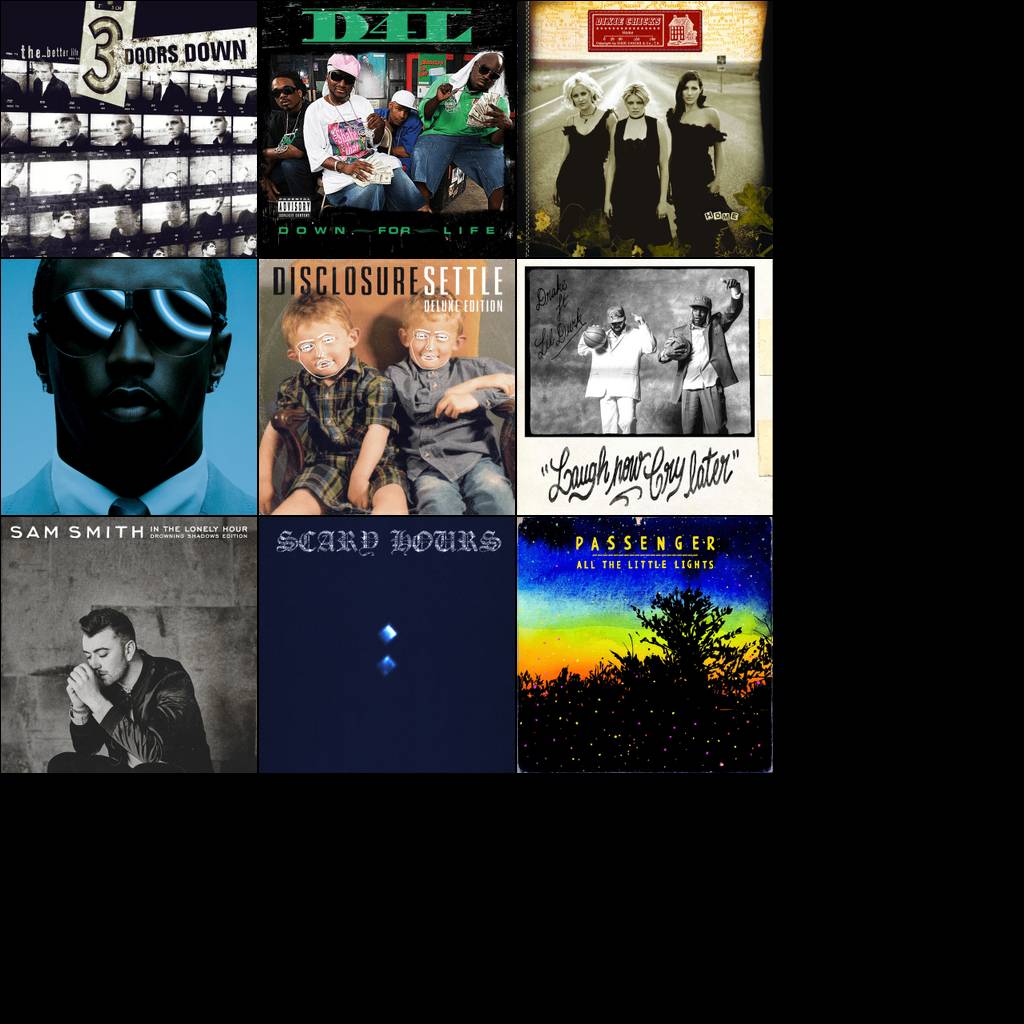 the better life
3
DOORS DOWN
D4L
PARENTAL
ADVISORY
EXPLICIT CONTENT
DOWN FOR LIFE
DIXIE CHICKS
HOME
HOME
DISCLOSURE SETTLE
DELUXE EDITION
Drake
ft
Lil Durk
"Laugh now Cry later"
SAM SMITH IN THE LONELY HOUR
DROWNING SHADOWS EDITION
SCARY HOURS
PASSENGER
ALL THE LITTLE LIGHTS